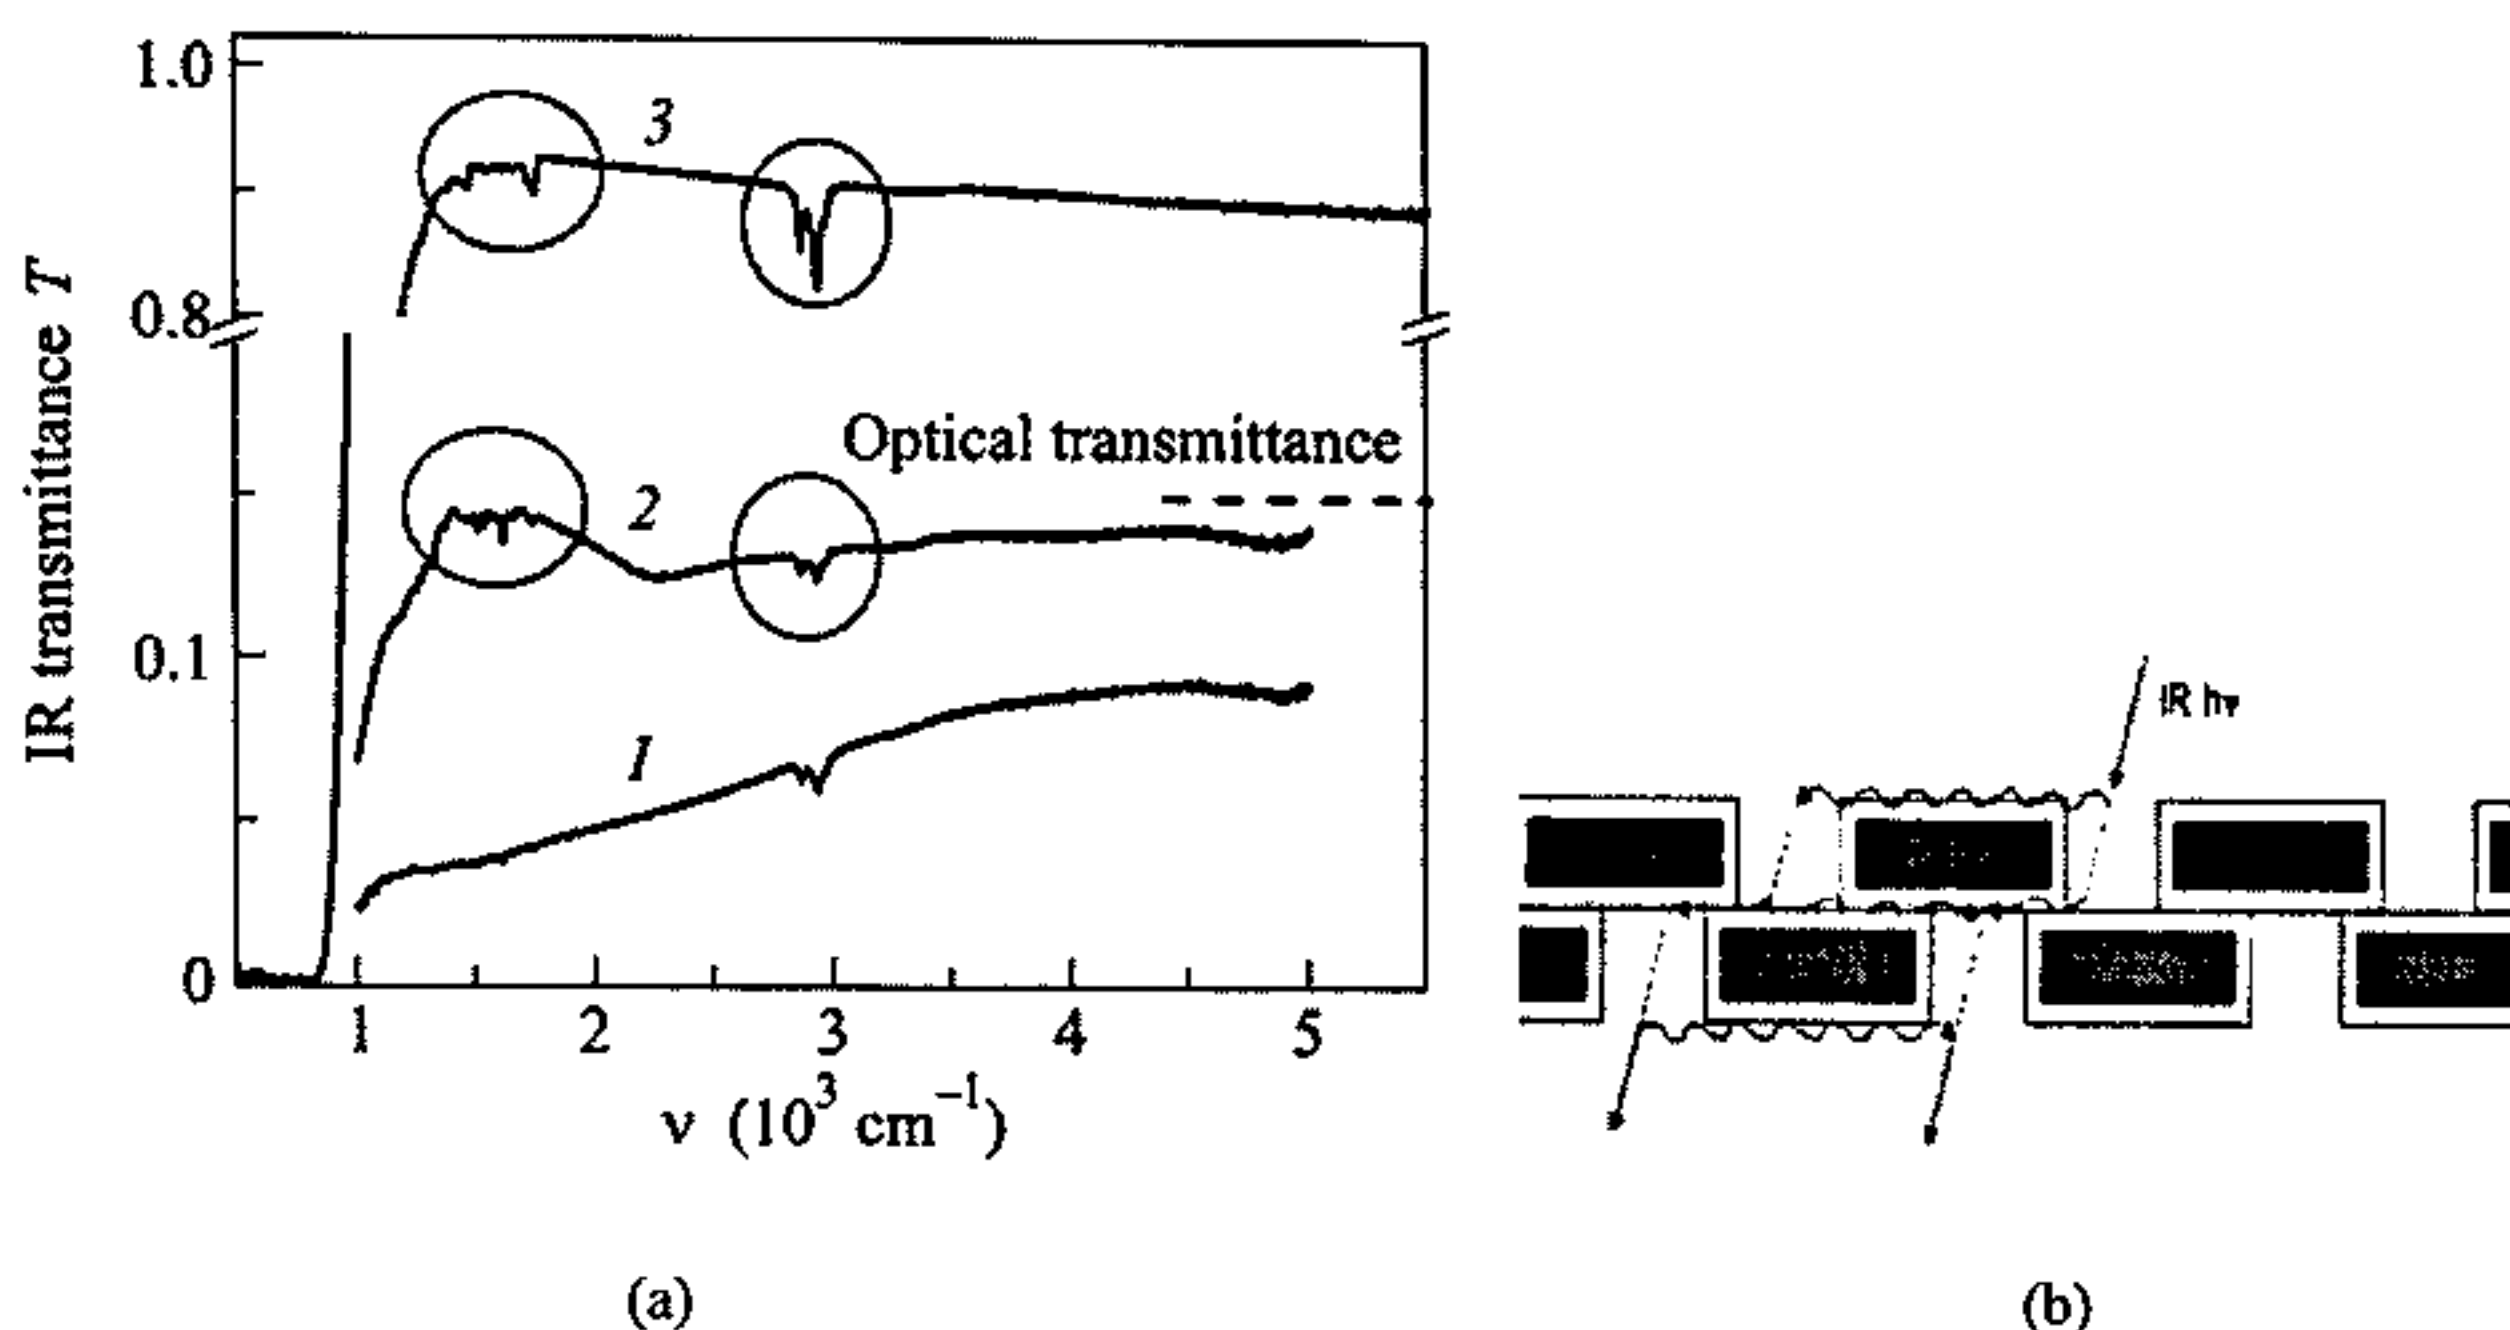 1.0
0.8
0.1
0
IR transmittance T
3
2
1
Optical transmittance
1 2 3 4 5
ν (10³ cm⁻¹)
(a)
IR hν
(b)